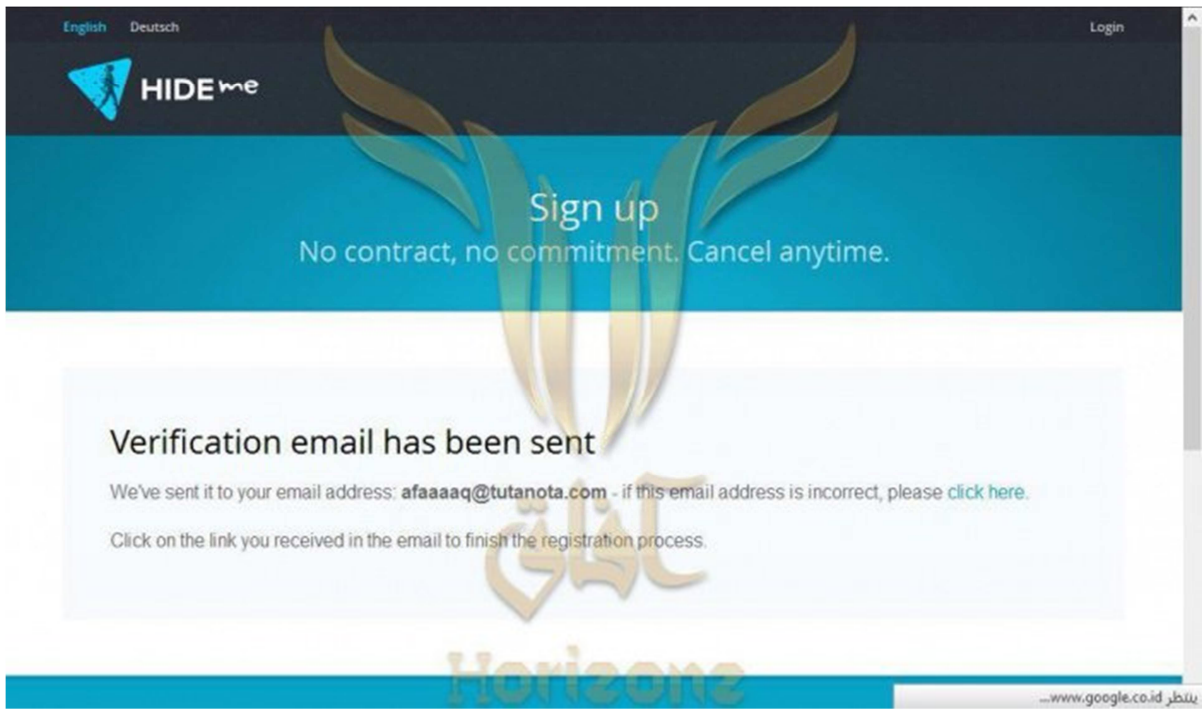 English Deutsch Login
HIDE me
Sign up
No contract, no commitment. Cancel anytime.
Verification email has been sent
We've sent it to your email address: afaaaaq@tutanota.com - if this email address is incorrect, please click here.
Click on the link you received in the email to finish the registration process.
آفاق
Horizons
ينتظر www.google.co.id...